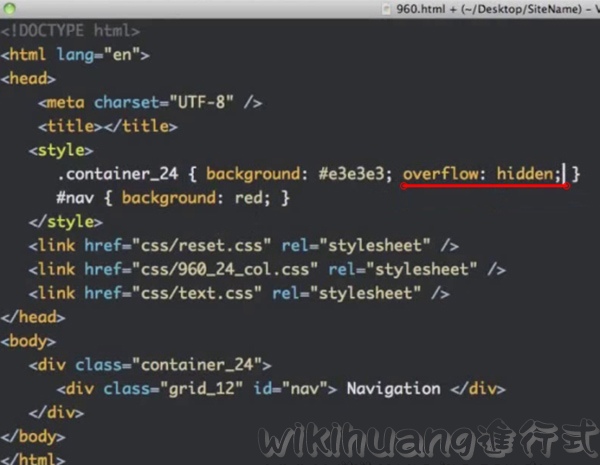 960.html + (~/Desktop/SiteName) – V
<!DOCTYPE html>
<html lang="en">
<head>
<meta charset="UTF-8" />
<title></title>
<style>
.container_24 { background: #e3e3e3; overflow: hidden; }
#nav { background: red; }
</style>
<link href="css/reset.css" rel="stylesheet" />
<link href="css/960_24_col.css" rel="stylesheet" />
<link href="css/text.css" rel="stylesheet" />
</head>
<body>
<div class="container_24">
<div class="grid_12" id="nav"> Navigation </div>
</div>
</body>
</html>
wikihuang進行式